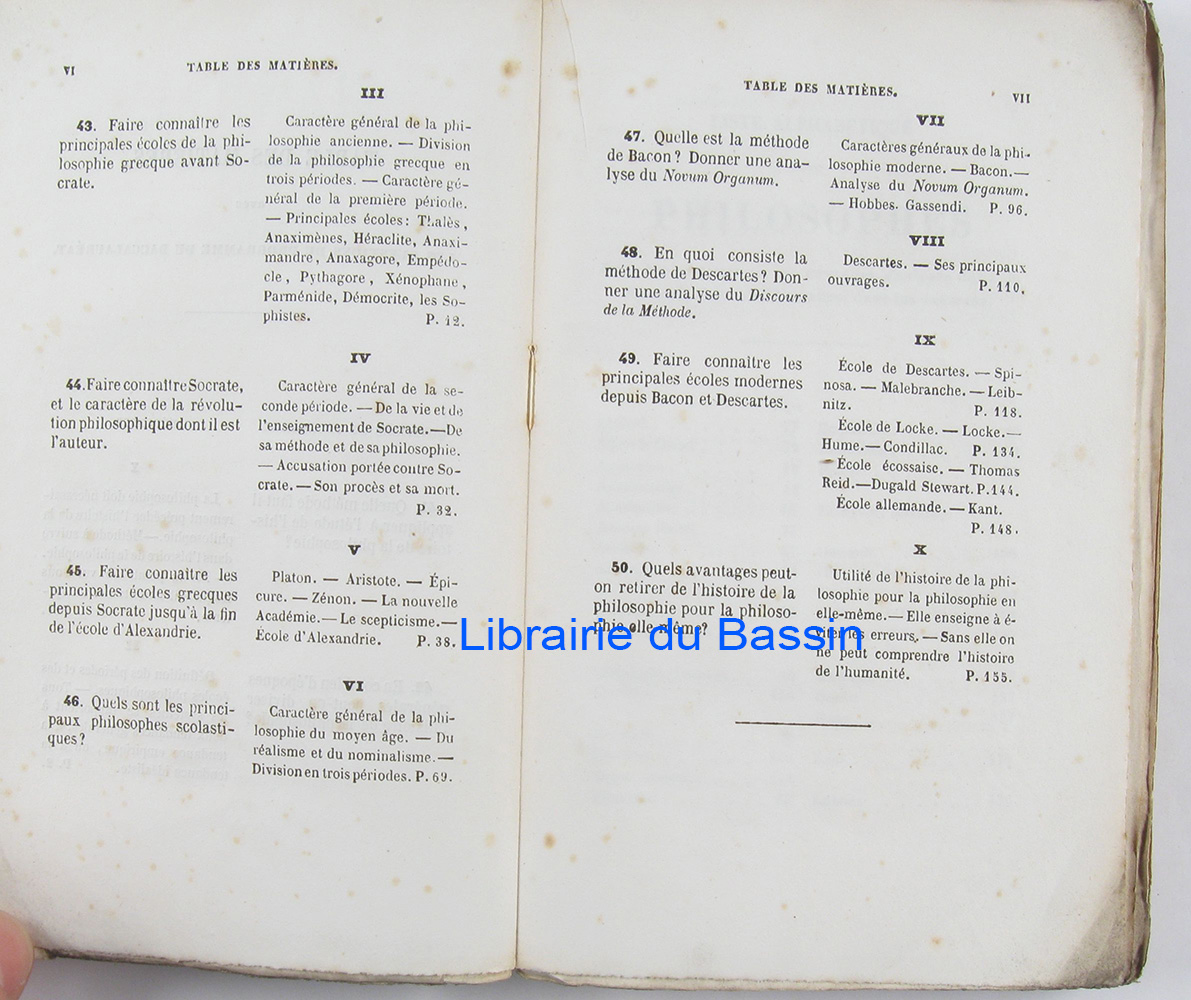 VI
TABLE DES MATIÈRES.
III
43. Faire connaître les
principales écoles de la phi-
losophie grecque avant So-
crate.
Caractère général de la phi-
losophie ancienne. — Division
de la philosophie grecque en
trois périodes. — Caractère gé-
néral de la première période.
— Principales écoles: Thalès,
Anaximènes, Héraclite, Anaxi-
mandre, Anaxagore, Empédo-
cle, Pythagore, Xénophane,
Parménide, Démocrite, les So-
phistes. P. 12.
IV
44. Faire connaître Socrate,
et le caractère de la révolu-
tion philosophique dont il est
l'auteur.
Caractère général de la se-
conde période. — De la vie et de
l'enseignement de Socrate.—De
sa méthode et de sa philosophie.
— Accusation portée contre So-
crate. — Son procès et sa mort.
P. 32.
V
45. Faire connaître les
principales écoles grecques
depuis Socrate jusqu'à la fin
de l'école d'Alexandrie.
Platon. — Aristote. — Épi-
cure. — Zénon. — La nouvelle
Académie.— Le scepticisme.—
École d'Alexandrie. P. 38.
VI
46. Quels sont les princi-
paux philosophes scolasti-
ques?
Caractère général de la phi-
losophie du moyen âge. — Du
réalisme et du nominalisme.—
Division en trois périodes. P. 69.
TABLE DES MATIÈRES.
VII
VII
47. Quelle est la méthode
de Bacon? Donner une ana-
lyse du Novum Organum.
Caractères généraux de la phi-
losophie moderne. — Bacon.—
Analyse du Novum Organum.
— Hobbes. Gassendi. P. 96.
VIII
48. En quoi consiste la
méthode de Descartes? Don-
ner une analyse du Discours
de la Méthode.
Descartes. — Ses principaux
ouvrages. P. 110.
IX
49. Faire connaître les
principales écoles modernes
depuis Bacon et Descartes.
École de Descartes. — Spi-
nosa. — Malebranche. — Leib-
nitz. P. 118.
École de Locke. — Locke.—
Hume.— Condillac. P. 134.
École écossaise. — Thomas
Reid.—Dugald Stewart. P. 144.
École allemande. — Kant.
P. 148.
X
50. Quels avantages peut-
on retirer de l'histoire de la
philosophie pour la philoso-
phie elle même?
Utilité de l'histoire de la phi-
losophie pour la philosophie en
elle-même.— Elle enseigne à é-
viter les erreurs. — Sans elle on
ne peut comprendre l'histoire
de l'humanité. P. 155.
Librairie du Bassin